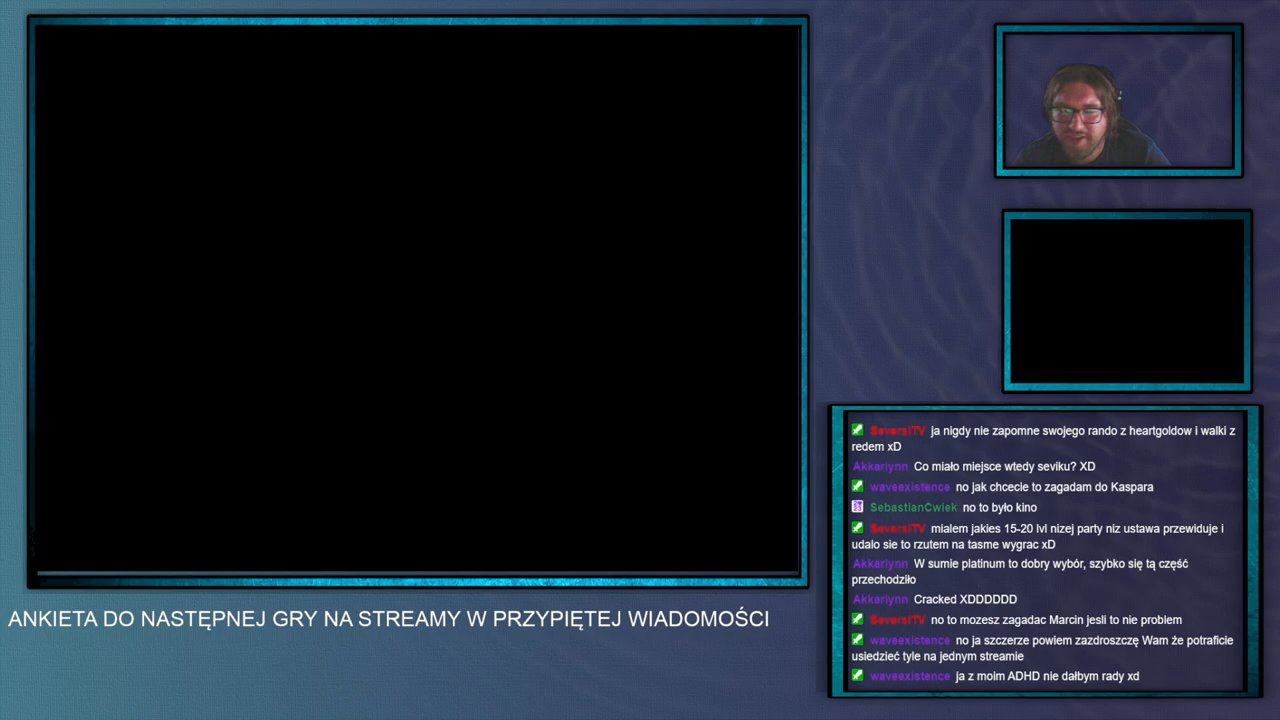 SeversiTV ja nigdy nie zapomne swojego rando z heartgoldow i walki z
redem xD
Akkariynn Co miało miejsce wtedy seviku? XD
waveexistence no jak chcecie to zagadam do Kaspara
SebastianCwiek no to było kino
SeversiTV mialem jakies 15-20 lvl nizej party niz ustawa przewiduje i
udalo sie to rzutem na tasme wygrac xD
Akkariynn W sumie platinum to dobry wybór, szybko się tą część
przechodziło
Akkariynn Cracked XDDDDDD
SeversiTV no to mozesz zagadac Marcin jesli to nie problem
waveexistence no ja szczerze powiem zazdroszczę Wam że potraficie
usiedzieć tyle na jednym streamie
waveexistence ja z moim ADHD nie dałbym rady xd
ANKIETA DO NASTĘPNEJ GRY NA STREAMY W PRZYPIĘTEJ WIADOMOŚCI